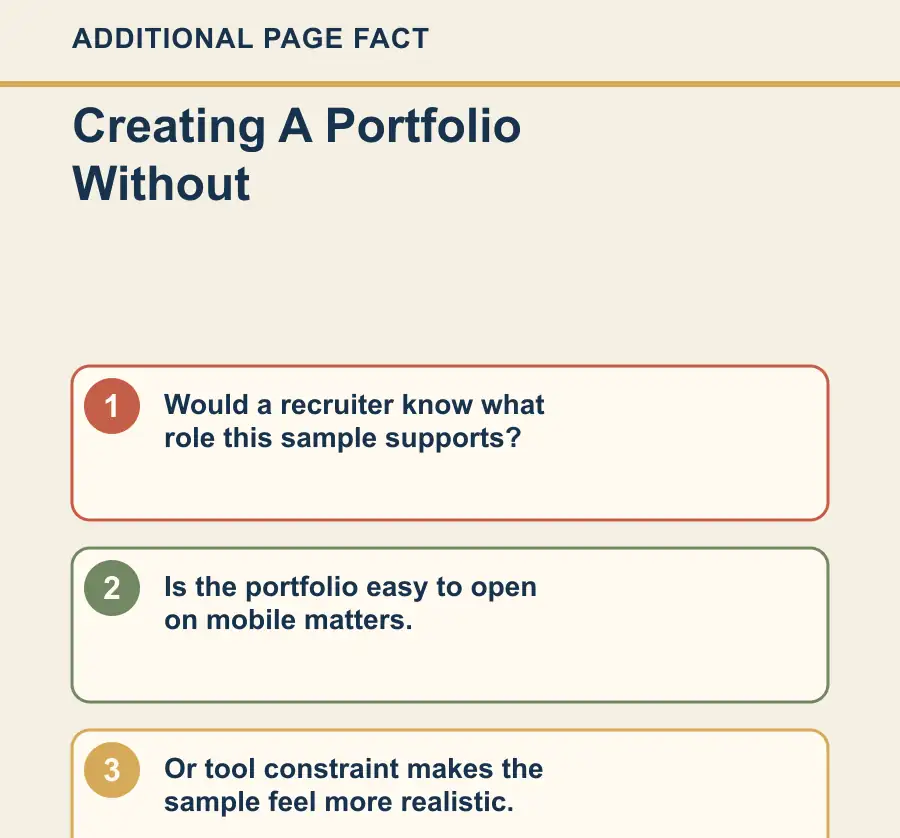 ADDITIONAL PAGE FACT
Creating A Portfolio
Without
1
Would a recruiter know what
role this sample supports?
2
Is the portfolio easy to open
on mobile matters.
3
Or tool constraint makes the
sample feel more realistic.